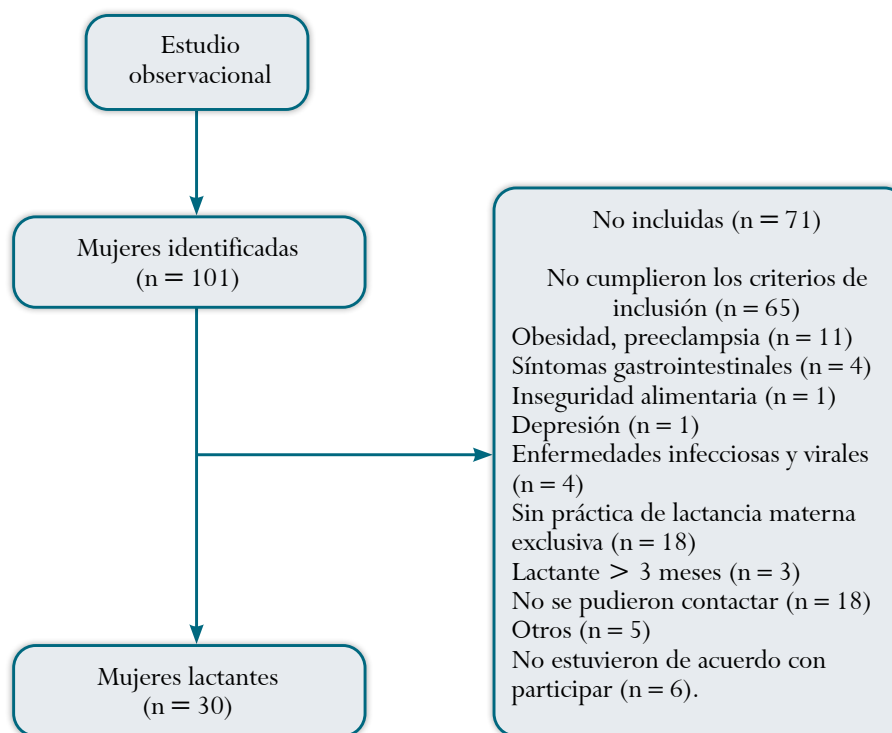 Estudio
observacional
Mujeres identificadas
(n = 101)
No incluidas (n = 71)
No cumplieron los criterios de
inclusión (n = 65)
Obesidad, preeclampsia (n = 11)
Síntomas gastrointestinales (n = 4)
Inseguridad alimentaria (n = 1)
Depresión (n = 1)
Enfermedades infecciosas y virales
(n = 4)
Sin práctica de lactancia materna
exclusiva (n = 18)
Lactante > 3 meses (n = 3)
No se pudieron contactar (n = 18)
Otros (n = 5)
No estuvieron de acuerdo con
participar (n = 6).
Mujeres lactantes
(n = 30)